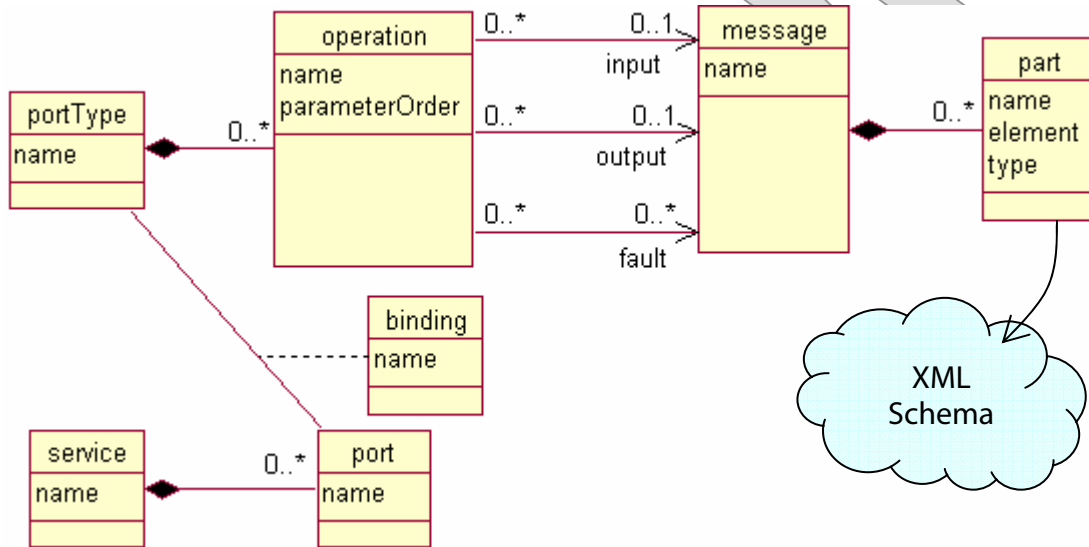 portType
name
0..*
operation
name
parameterOrder
0..*
0..1
input
0..*
0..1
output
0..*
0..*
fault
message
name
0..*
part
name
element
type
binding
name
service
name
0..*
port
name
XML
Schema